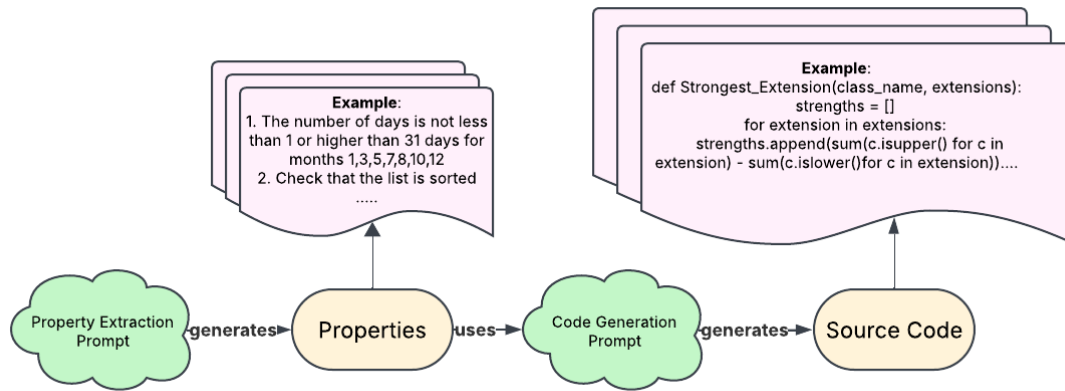 Example:
1. The number of days is not less
than 1 or higher than 31 days for
months 1,3,5,7,8,10,12
2. Check that the list is sorted
.....
Example:
def Strongest_Extension(class_name, extensions):
strengths = []
for extension in extensions:
strengths.append(sum(c.isupper() for c in
extension) - sum(c.islower()for c in extension))....
Property Extraction
Prompt
generates
Properties
uses
Code Generation
Prompt
generates
Source Code